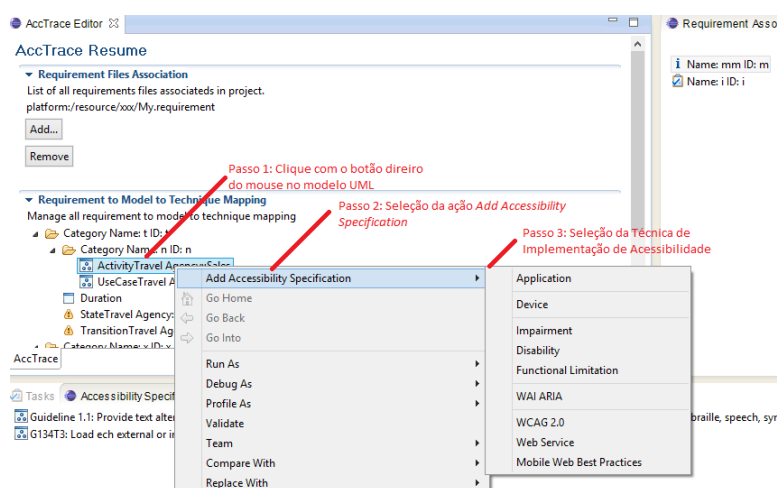 AccTrace Editor
Requirement Asso
AccTrace Resume
Requirement Files Association
List of all requirements files associateds in project.
platform:/resource/xxx/My.requirement
Add...
Remove
Name: mm ID: m
Name: i ID: i
Passo 1: Clique com o botão direiro
do mouse no modelo UML
Passo 2: Seleção da ação Add Accessibility
Specification
Passo 3: Seleção da Técnica de
Implementação de Acessibilidade
Requirement to Model to Technique Mapping
Manage all requirement to model to technique mapping
Category Name: t ID: t
Category Name: n ID: n
ActivityTravel Agency:Sales
UseCaseTravel A
Duration
StateTravel Agency:
TransitionTravel Ag
Category Name: x ID: x
AccTrace
Add Accessibility Specification
Go Home
Go Back
Go Into
Run As
Debug As
Profile As
Validate
Team
Compare With
Replace With
Application
Device
Impairment
Disability
Functional Limitation
WAI ARIA
WCAG 2.0
Web Service
Mobile Web Best Practices
Tasks
Accessibility Specif
Guideline 1.1: Provide text alter
braille, speech, syr
G134T3: Load ech external or in